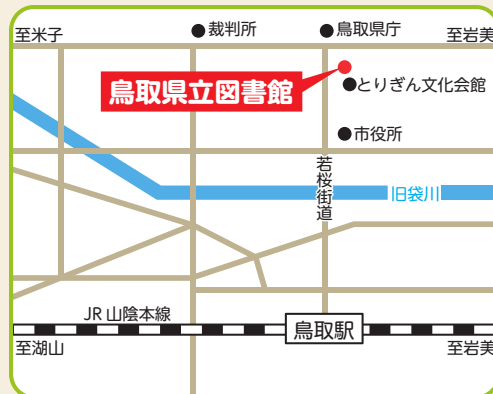 至米子
裁判所
鳥取県庁
至岩美
鳥取県立図書館
とりぎん文化会館
市役所
若桜街道
旧袋川
JR 山陰本線
鳥取駅
至湖山
至岩美